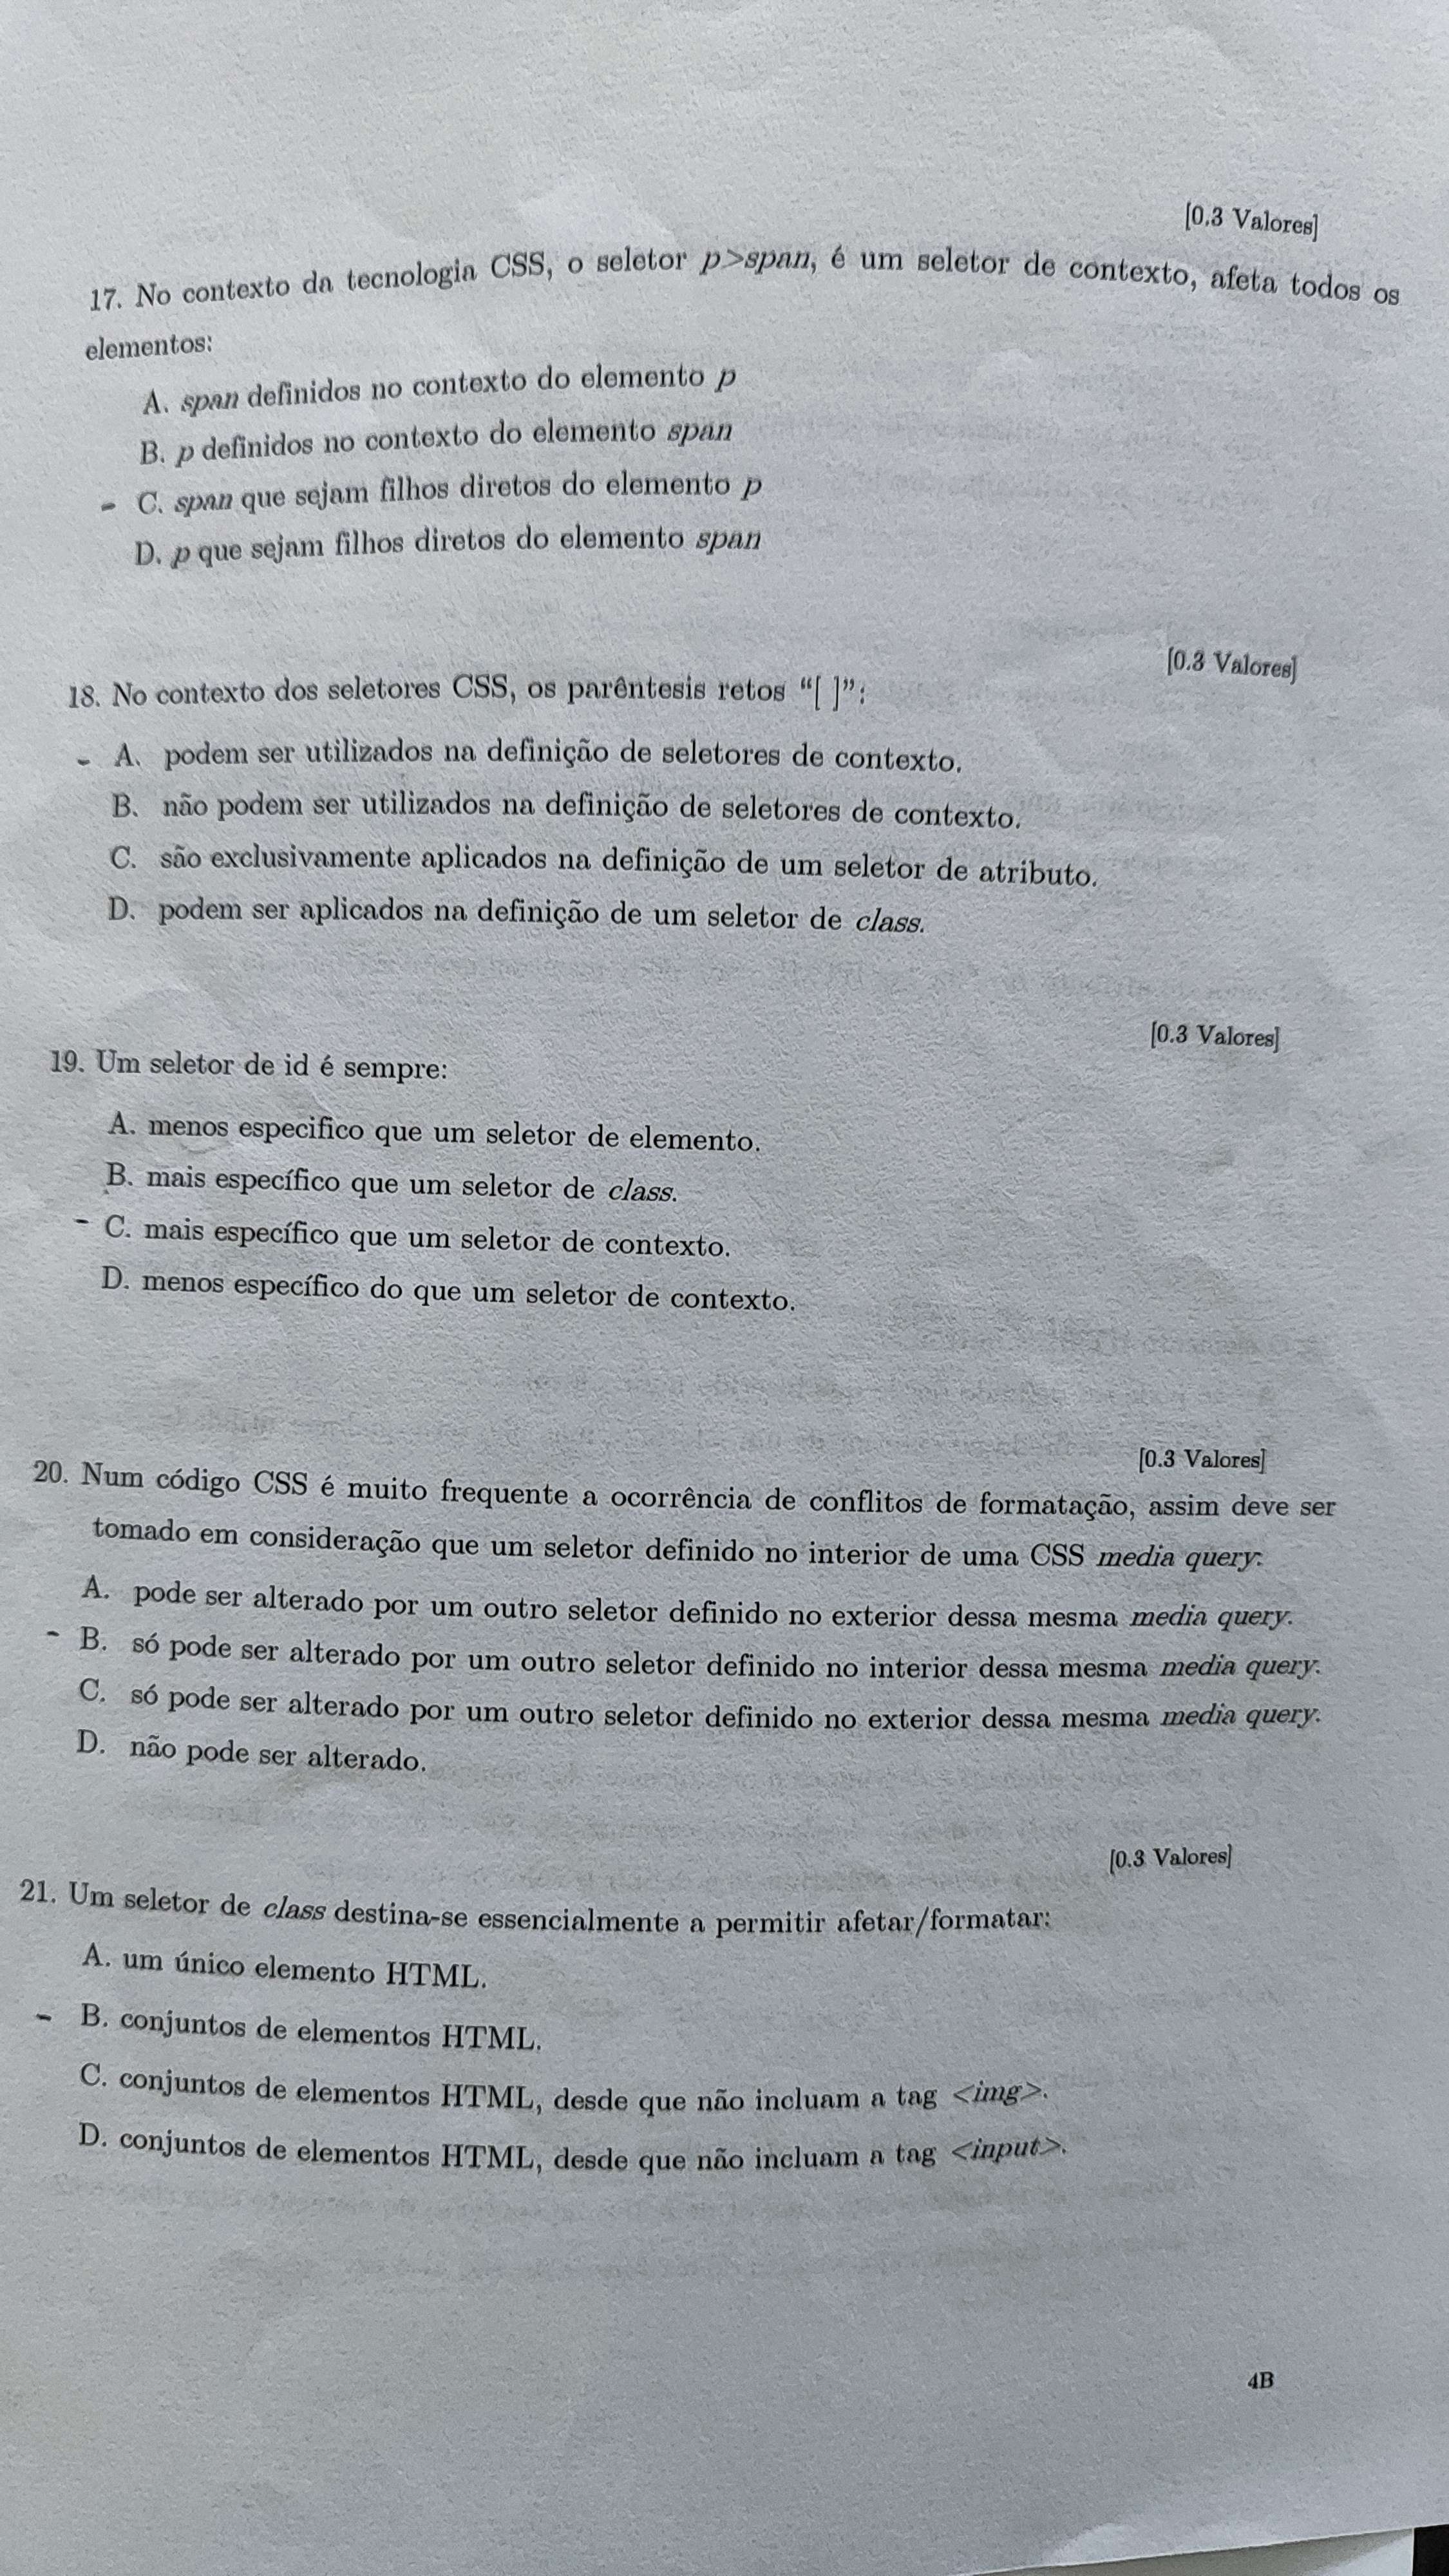 [0.3 Valores]
17. No contexto da tecnologia CSS, o seletor p>span, é um seletor de contexto, afeta todos os
elementos:
A. span definidos no contexto do elemento p
B. p definidos no contexto do elemento span
- C. span que sejam filhos diretos do elemento p
D. p que sejam filhos diretos do elemento span
[0.3 Valores]
18. No contexto dos seletores CSS, os parêntesis retos “[ ]”:
- A. podem ser utilizados na definição de seletores de contexto.
B. não podem ser utilizados na definição de seletores de contexto.
C. são exclusivamente aplicados na definição de um seletor de atributo.
D. podem ser aplicados na definição de um seletor de class.
[0.3 Valores]
19. Um seletor de id é sempre:
A. menos especifico que um seletor de elemento.
B. mais específico que um seletor de class.
- C. mais específico que um seletor de contexto.
D. menos específico do que um seletor de contexto.
[0.3 Valores]
20. Num código CSS é muito frequente a ocorrência de conflitos de formatação, assim deve ser
tomado em consideração que um seletor definido no interior de uma CSS media query:
A. pode ser alterado por um outro seletor definido no exterior dessa mesma media query.
- B. só pode ser alterado por um outro seletor definido no interior dessa mesma media query.
C. só pode ser alterado por um outro seletor definido no exterior dessa mesma media query.
D. não pode ser alterado.
[0.3 Valores]
21. Um seletor de class destina-se essencialmente a permitir afetar/formatar:
A. um único elemento HTML.
- B. conjuntos de elementos HTML.
C. conjuntos de elementos HTML, desde que não incluam a tag <img>.
D. conjuntos de elementos HTML, desde que não incluam a tag <input>.
4B